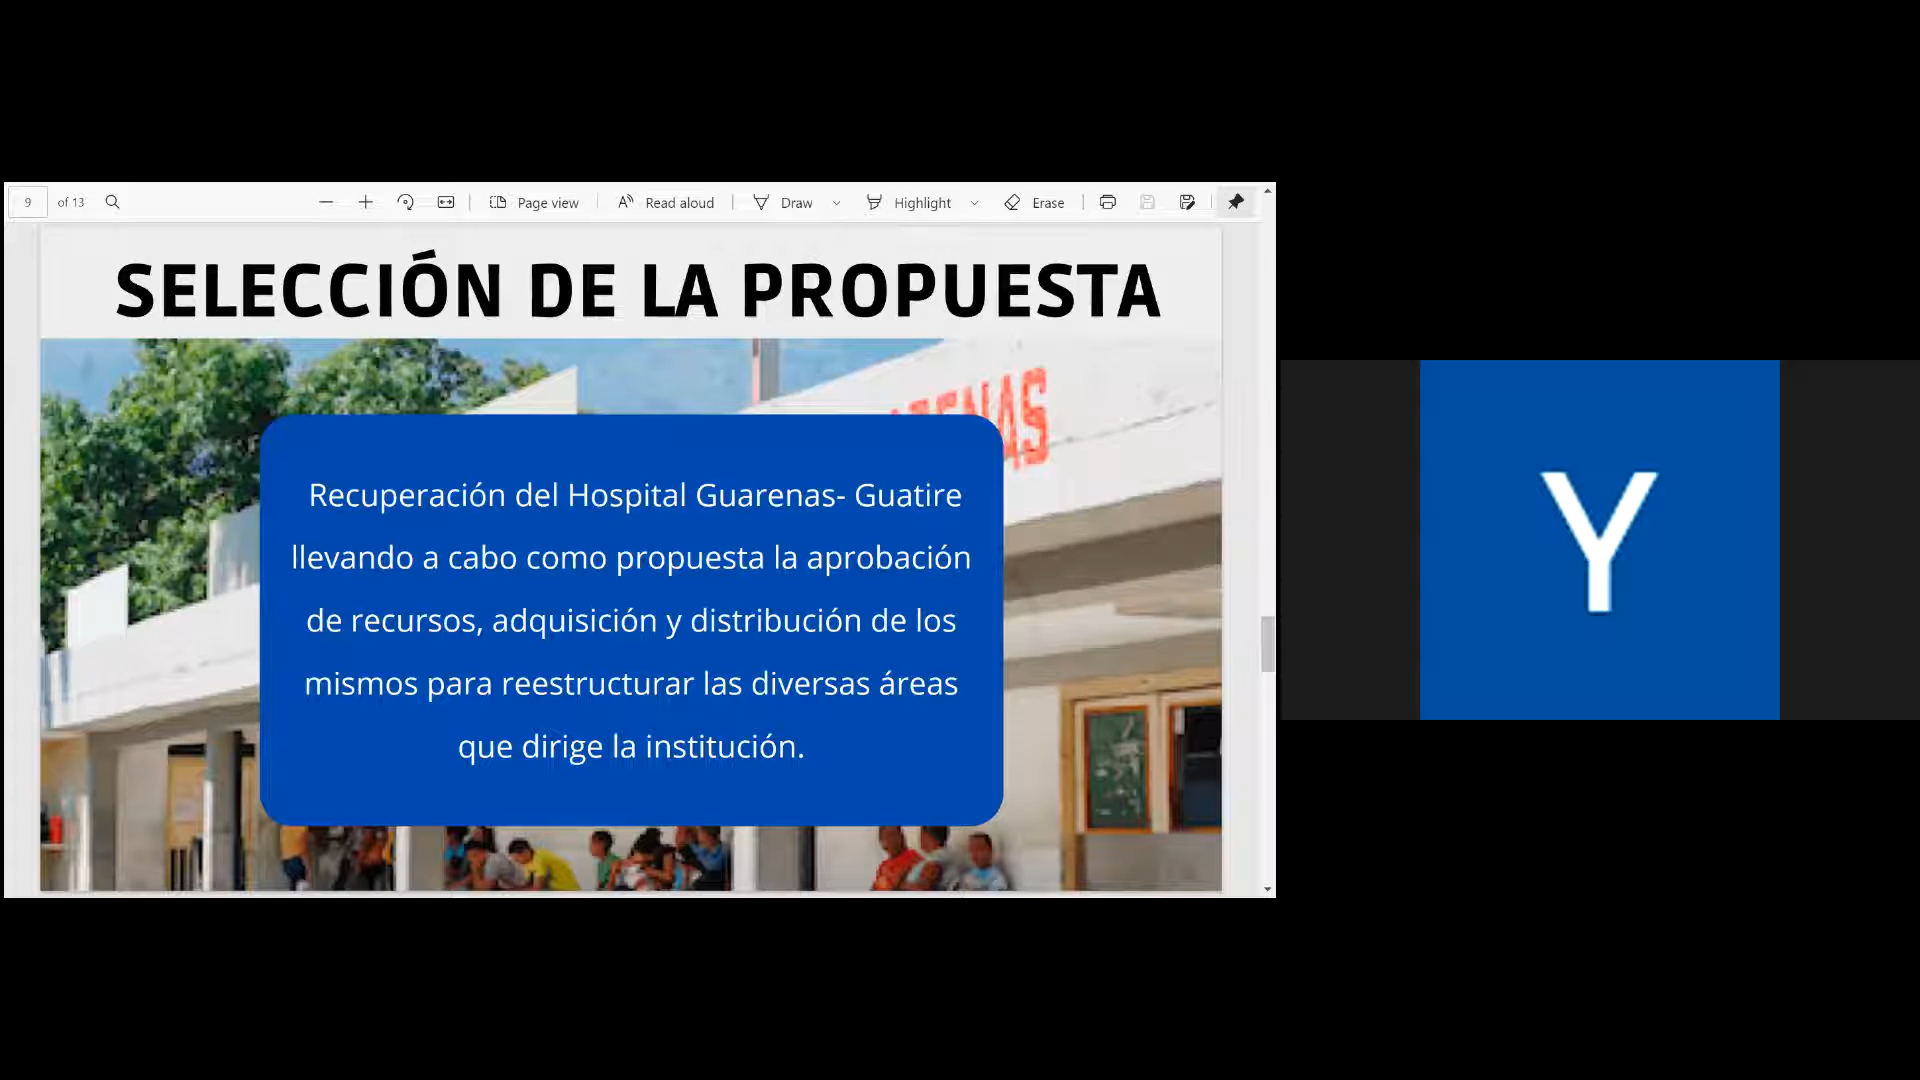 9 of 13 Page view Read aloud Draw Highlight Erase
SELECCIÓN DE LA PROPUESTA
Recuperación del Hospital Guarenas- Guatire
llevando a cabo como propuesta la aprobación
de recursos, adquisición y distribución de los
mismos para reestructurar las diversas áreas
que dirige la institución.
Y